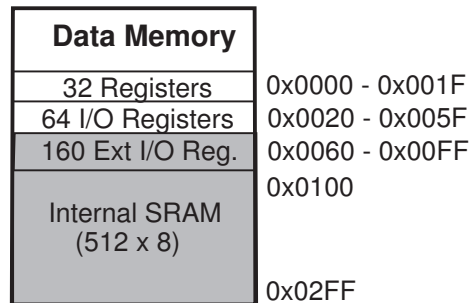 Data Memory
32 Registers 0x0000 - 0x001F
64 I/O Registers 0x0020 - 0x005F
160 Ext I/O Reg. 0x0060 - 0x00FF
0x0100
Internal SRAM
(512 x 8)
0x02FF